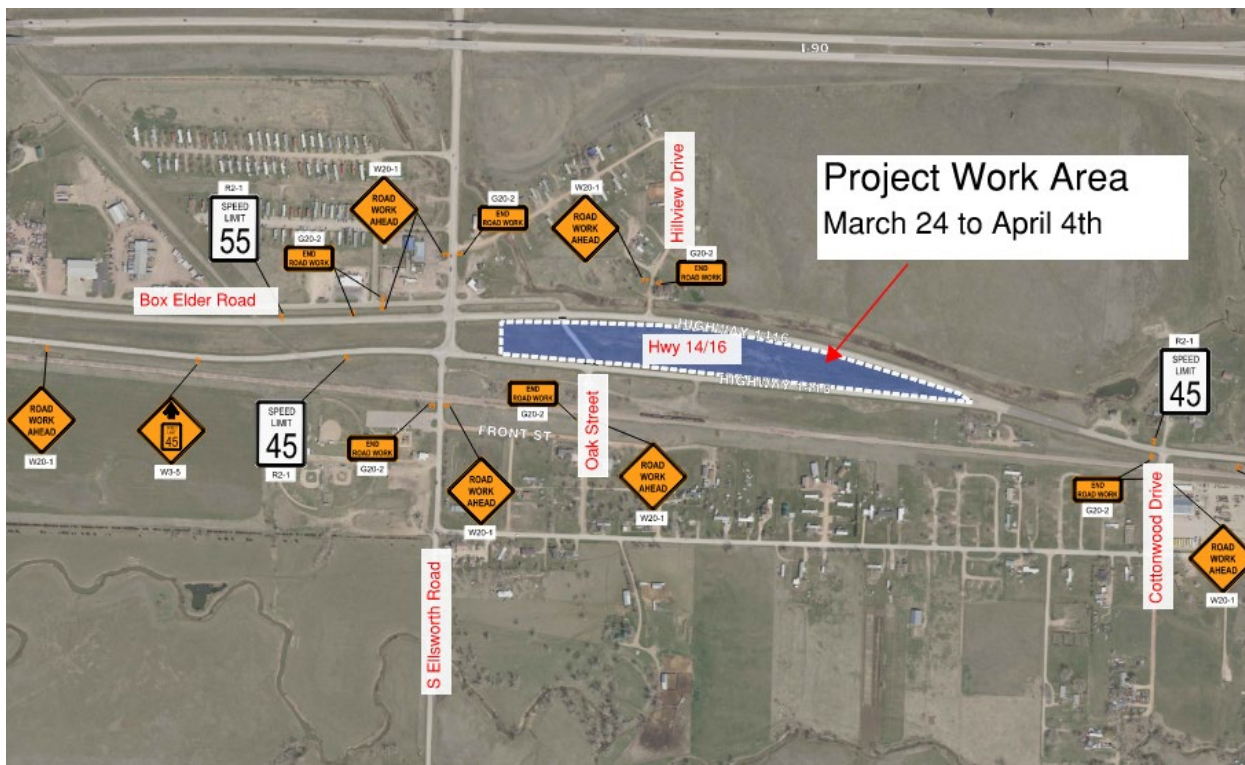 I-90
W20-1
ROAD
WORK
AHEAD
R2-1
SPEED
LIMIT
55
G20-2
END
ROAD WORK
G20-2
END
ROAD WORK
W20-1
ROAD
WORK
AHEAD
Hillview Drive
G20-2
END
ROAD WORK
Project Work Area
March 24 to April 4th
Box Elder Road
Hwy 14/16
R2-1
SPEED
LIMIT
45
ROAD
WORK
AHEAD
W20-1
45
W3-5
SPEED
LIMIT
45
R2-1
END
ROAD WORK
G20-2
END
ROAD WORK
G20-2
FRONT ST
Oak Street
ROAD
WORK
AHEAD
W20-1
ROAD
WORK
AHEAD
W20-1
END
ROAD WORK
G20-2
ROAD
WORK
AHEAD
W20-1
S Ellsworth Road
Cottonwood Drive